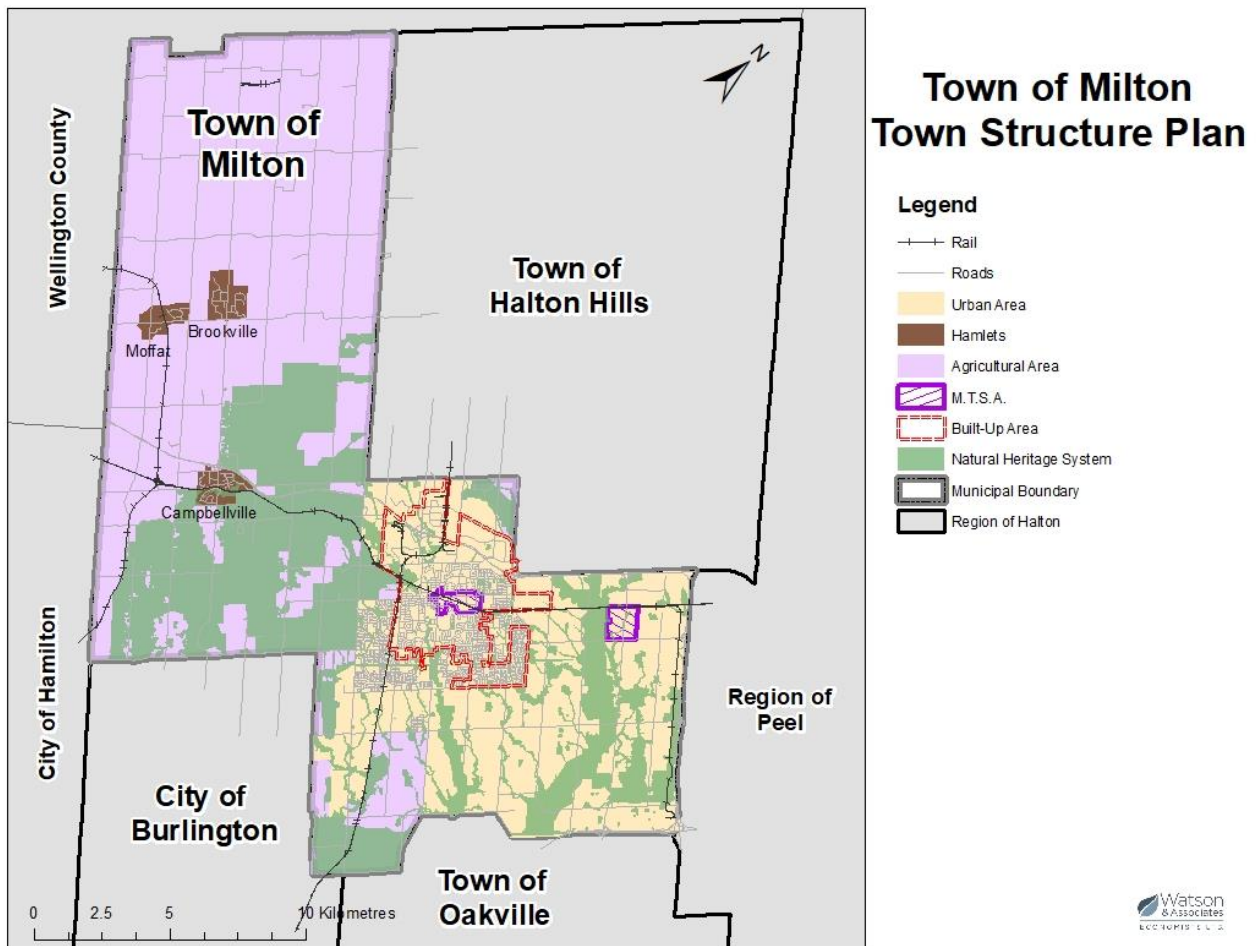 Town of Milton
Town Structure Plan
Legend
Rail
Roads
Urban Area
Hamlets
Agricultural Area
M.T.S.A.
Built-Up Area
Natural Heritage System
Municipal Boundary
Region of Halton
N
Town of
Milton
Wellington County
Town of
Halton Hills
Brookville
Moffat
Campbellville
City of Hamilton
Region of
Peel
City of
Burlington
Town of
Oakville
0 2.5 5 10 Kilometres
Watson
& Associates
ECONOMISTS LTD.